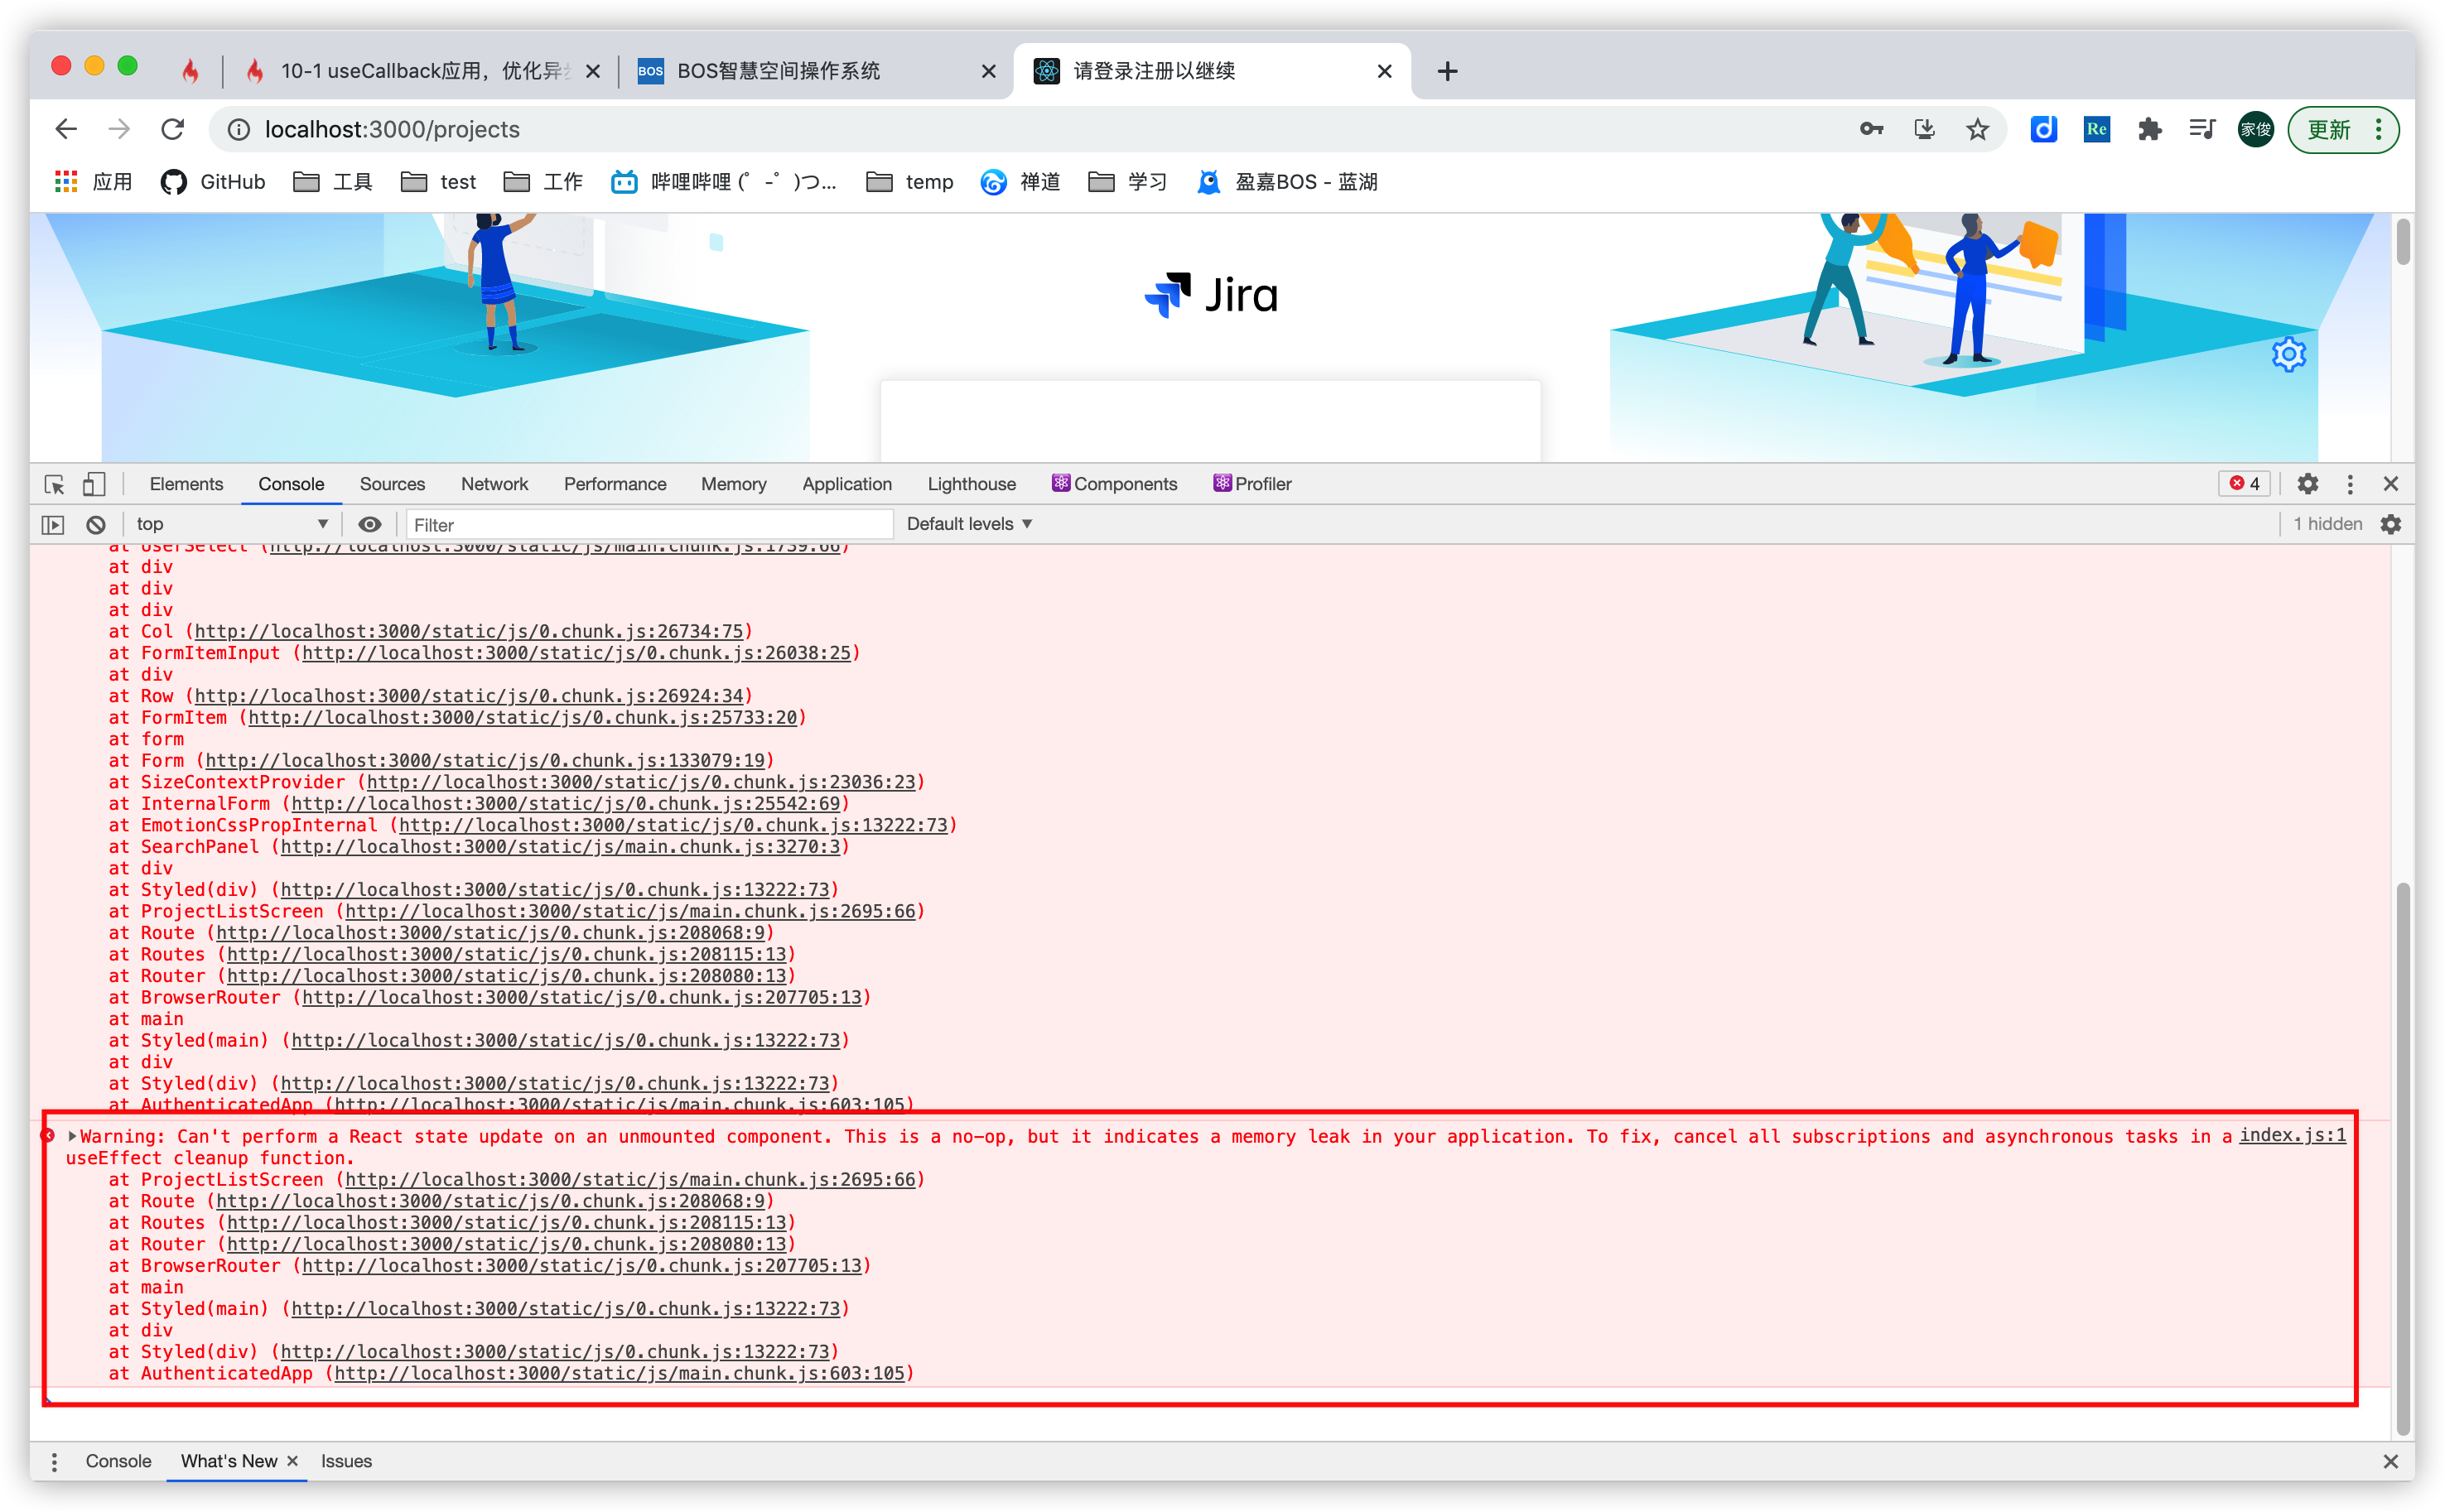 10-1 useCallback应用，优化异
BOS
BOS智慧空间操作系统
请登录注册以继续
localhost:3000/projects
Re
家俊
更新
应用
GitHub
工具
test
工作
哔哩哔哩 (゜-゜)つ...
temp
禅道
学习
盈嘉BOS - 蓝湖
Jira
Elements
Console
Sources
Network
Performance
Memory
Application
Lighthouse
Components
Profiler
4
top
Filter
Default levels
1 hidden
at UserSelect (http://localhost:3000/static/js/main.chunk.js:1739:66)
at div
at div
at div
at Col (http://localhost:3000/static/js/0.chunk.js:26734:75)
at FormItemInput (http://localhost:3000/static/js/0.chunk.js:26038:25)
at div
at Row (http://localhost:3000/static/js/0.chunk.js:26924:34)
at FormItem (http://localhost:3000/static/js/0.chunk.js:25733:20)
at form
at Form (http://localhost:3000/static/js/0.chunk.js:133079:19)
at SizeContextProvider (http://localhost:3000/static/js/0.chunk.js:23036:23)
at InternalForm (http://localhost:3000/static/js/0.chunk.js:25542:69)
at EmotionCssPropInternal (http://localhost:3000/static/js/0.chunk.js:13222:73)
at SearchPanel (http://localhost:3000/static/js/main.chunk.js:3270:3)
at div
at Styled(div) (http://localhost:3000/static/js/0.chunk.js:13222:73)
at ProjectListScreen (http://localhost:3000/static/js/main.chunk.js:2695:66)
at Route (http://localhost:3000/static/js/0.chunk.js:208068:9)
at Routes (http://localhost:3000/static/js/0.chunk.js:208115:13)
at Router (http://localhost:3000/static/js/0.chunk.js:208080:13)
at BrowserRouter (http://localhost:3000/static/js/0.chunk.js:207705:13)
at main
at Styled(main) (http://localhost:3000/static/js/0.chunk.js:13222:73)
at div
at Styled(div) (http://localhost:3000/static/js/0.chunk.js:13222:73)
at AuthenticatedApp (http://localhost:3000/static/js/main.chunk.js:603:105)
Warning: Can't perform a React state update on an unmounted component. This is a no-op, but it indicates a memory leak in your application. To fix, cancel all subscriptions and asynchronous tasks in a index.js:1
useEffect cleanup function.
at ProjectListScreen (http://localhost:3000/static/js/main.chunk.js:2695:66)
at Route (http://localhost:3000/static/js/0.chunk.js:208068:9)
at Routes (http://localhost:3000/static/js/0.chunk.js:208115:13)
at Router (http://localhost:3000/static/js/0.chunk.js:208080:13)
at BrowserRouter (http://localhost:3000/static/js/0.chunk.js:207705:13)
at main
at Styled(main) (http://localhost:3000/static/js/0.chunk.js:13222:73)
at div
at Styled(div) (http://localhost:3000/static/js/0.chunk.js:13222:73)
at AuthenticatedApp (http://localhost:3000/static/js/main.chunk.js:603:105)
Console
What's New
Issues